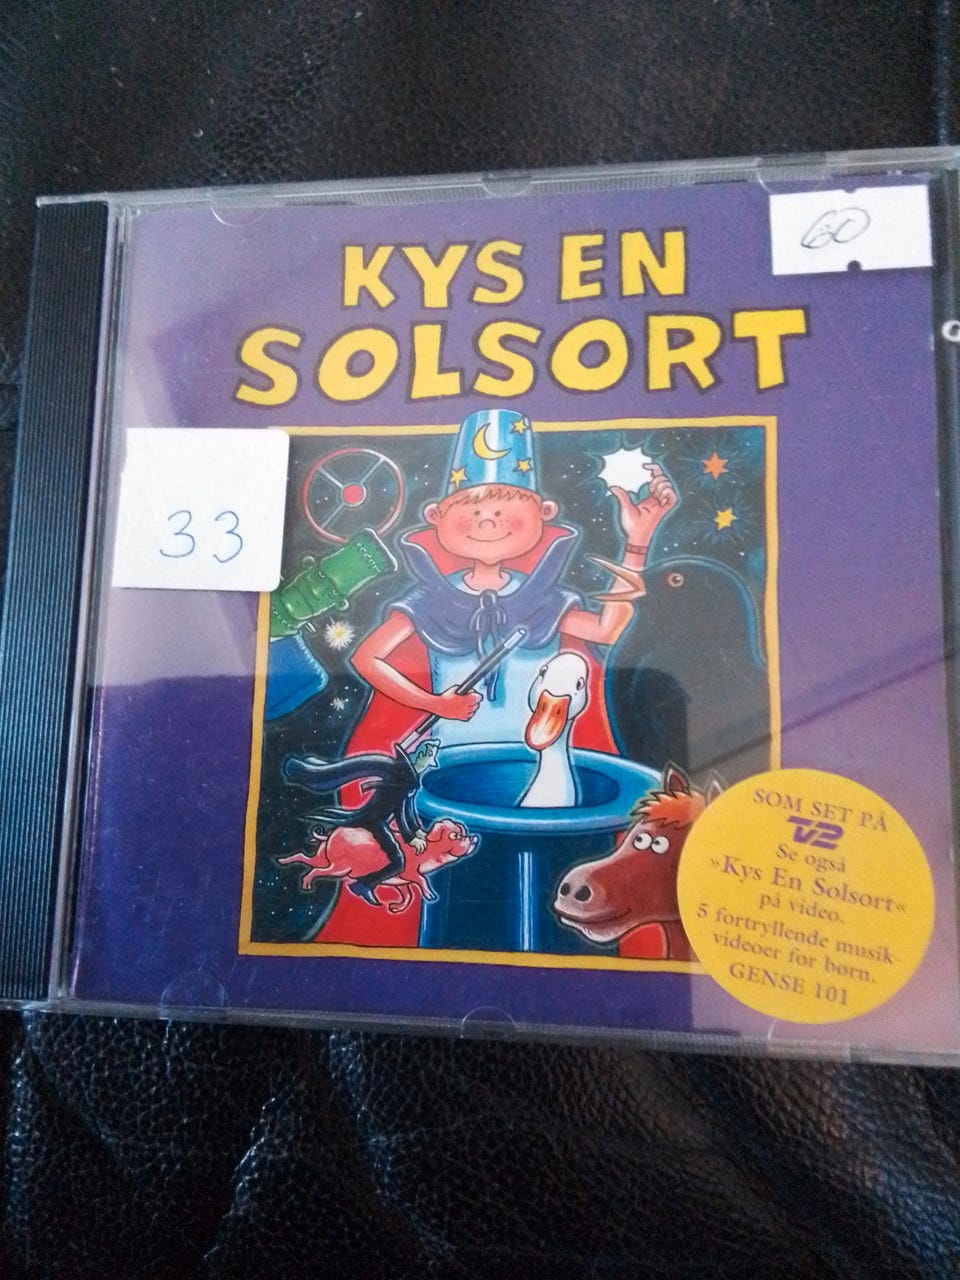 60
KYS EN
SOLSORT
33
SOM SET PÅ
TV2
Se også
»Kys En Solsort«
på video.
5 fortryllende musik-
videoer for børn.
GENSE 101